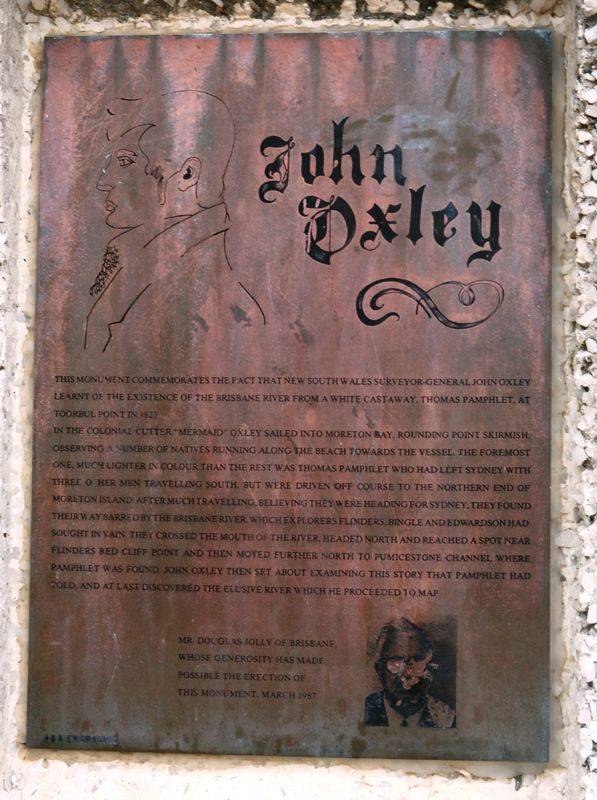 John
Oxley
THIS MONUMENT COMMEMORATES THE FACT THAT NEW SOUTH WALES SURVEYOR-GENERAL JOHN OXLEY
LEARNT OF THE EXISTENCE OF THE BRISBANE RIVER FROM A WHITE CASTAWAY, THOMAS PAMPHLET, AT
TOORBUL POINT IN 1823
IN THE COLONIAL CUTTER "MERMAID" OXLEY SAILED INTO MORETON BAY, ROUNDING POINT SKIRMISH,
OBSERVING A NUMBER OF NATIVES RUNNING ALONG THE BEACH TOWARDS THE VESSEL. THE FOREMOST
ONE, MUCH LIGHTER IN COLOUR THAN THE REST WAS THOMAS PAMPHLET WHO HAD LEFT SYDNEY WITH
THREE O HER MEN TRAVELLING SOUTH, BUT WERE DRIVEN OFF COURSE TO THE NORTHERN END OF
MORETON ISLAND. AFTER MUCH TRAVELLING, BELIEVING THEY WERE HEADING FOR SYDNEY, THEY FOUND
THEIR WAY BARRED BY THE BRISBANE RIVER, WHICH EXPLORERS FLINDERS, BINGLE AND EDWARDSON HAD
SOUGHT IN VAIN. THEY CROSSED THE MOUTH OF THE RIVER, HEADED NORTH AND REACHED A SPOT NEAR
FLINDERS RED CLIFF POINT AND THEN MOVED FURTHER NORTH TO PUMICESTONE CHANNEL WHERE
PAMPHLET WAS FOUND. JOHN OXLEY THEN SET ABOUT EXAMINING THIS STORY THAT PAMPHLET HAD
TOLD, AND AT LAST DISCOVERED THE ELUSIVE RIVER WHICH HE PROCEEDED TO MAP
MR. DOUGLAS JOLLY OF BRISBANE,
WHOSE GENEROSITY HAS MADE
POSSIBLE THE ERECTION OF
THIS MONUMENT. MARCH 1987